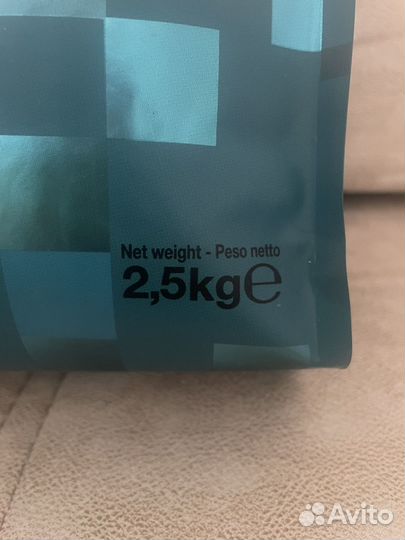 Net weight - Peso netto
2,5kg℮
Avito